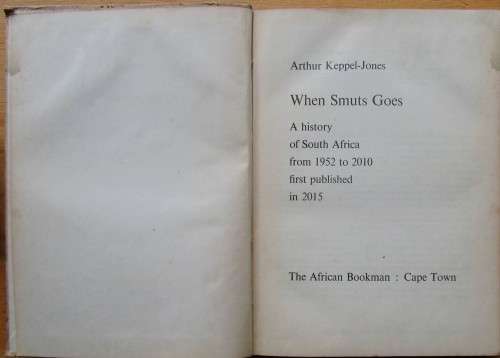 Arthur Keppel-Jones
When Smuts Goes
A history
of South Africa
from 1952 to 2010
first published
in 2015
The African Bookman : Cape Town